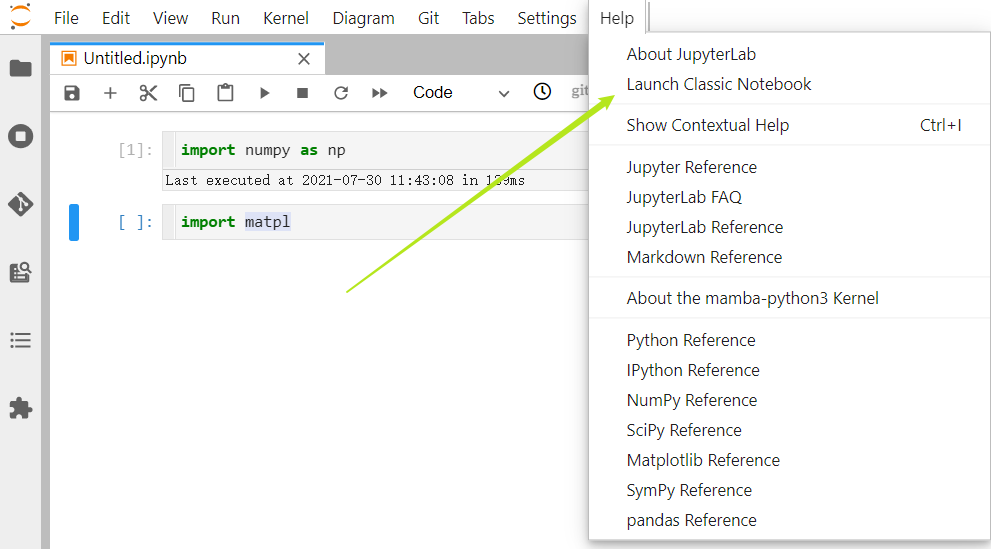 File Edit View Run Kernel Diagram Git Tabs Settings Help
Untitled.ipynb
Code git
[1]: import numpy as np
Last executed at 2021-07-30 11:43:08 in 139ms
[ ]: import matpl
About JupyterLab
Launch Classic Notebook
Show Contextual Help Ctrl+I
Jupyter Reference
JupyterLab FAQ
JupyterLab Reference
Markdown Reference
About the mamba-python3 Kernel
Python Reference
IPython Reference
NumPy Reference
SciPy Reference
Matplotlib Reference
SymPy Reference
pandas Reference